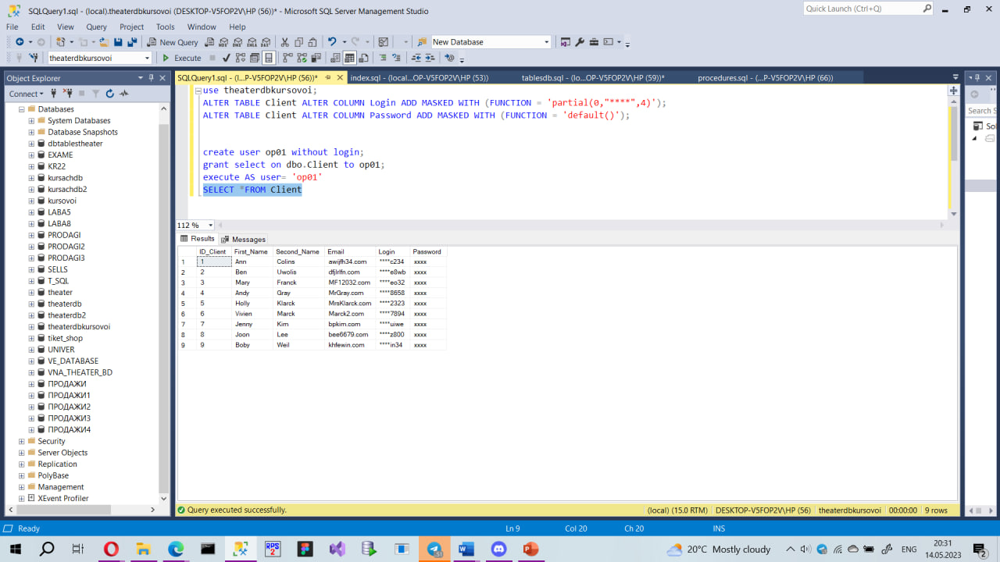 SQLQuery1.sql - (local).theaterdbkursovoi (DESKTOP-V5FOP2V\HP (56))* - Microsoft SQL Server Management Studio
Quick Launch (Ctrl+Q)
File Edit View Query Project Tools Window Help
New Query
New Database
theaterdbkursovoi
Execute
Object Explorer
SQLQuery1.sql - (l...P-V5FOP2V\HP (56))*
index.sql - (local...OP-V5FOP2V\HP (53))
tablesdb.sql - (lo...OP-V5FOP2V\HP (59))*
procedures.sql - (...P-V5FOP2V\HP (66))
Connect
Databases
System Databases
Database Snapshots
dbtablestheater
EXAME
KR22
kursachdb
kursachdb2
kursovoi
LABA5
LABA8
PRODAGI
PRODAGI2
PRODAGI3
SELLS
T_SQL
theater
theaterdb
theaterdb2
theaterdbkursovoi
tiket_shop
UNIVER
VE_DATABASE
VNA_THEATER_BD
ПРОДАЖИ
ПРОДАЖИ1
ПРОДАЖИ2
ПРОДАЖИ3
ПРОДАЖИ4
Security
Server Objects
Replication
PolyBase
Management
XEvent Profiler
use theaterdbkursovoi;
ALTER TABLE Client ALTER COLUMN Login ADD MASKED WITH (FUNCTION = 'partial(0,"****",4)');
ALTER TABLE Client ALTER COLUMN Password ADD MASKED WITH (FUNCTION = 'default()');
create user op01 without login;
grant select on dbo.Client to op01;
execute AS user= 'op01'
SELECT *FROM Client
112 %
Results Messages
ID_Client First_Name Second_Name Email Login Password
1 1 Ann Colins awijfh34.com ****c234 xxxx
2 2 Ben Uwolis dfjlrlfn.com ****e8wb xxxx
3 3 Mary Franck MF12032.com ****eo32 xxxx
4 4 Andy Gray MrGray.com ****8658 xxxx
5 5 Holly Klarck MrsKlarck.com ****2323 xxxx
6 6 Vivien Marck Marck2.com ****7894 xxxx
7 7 Jenny Kim bpkim.com ****uiwe xxxx
8 8 Joon Lee bee6679.com ****z800 xxxx
9 9 Boby Weil khfewin.com ****in34 xxxx
Search S
So
Query executed successfully.
(local) (15.0 RTM) DESKTOP-V5FOP2V\HP (56) theaterdbkursovoi 00:00:00 9 rows
Ready Ln 9 Col 20 Ch 20 INS
RPS
2
51
20°C Mostly cloudy
ENG
20:31
14.05.2023
2